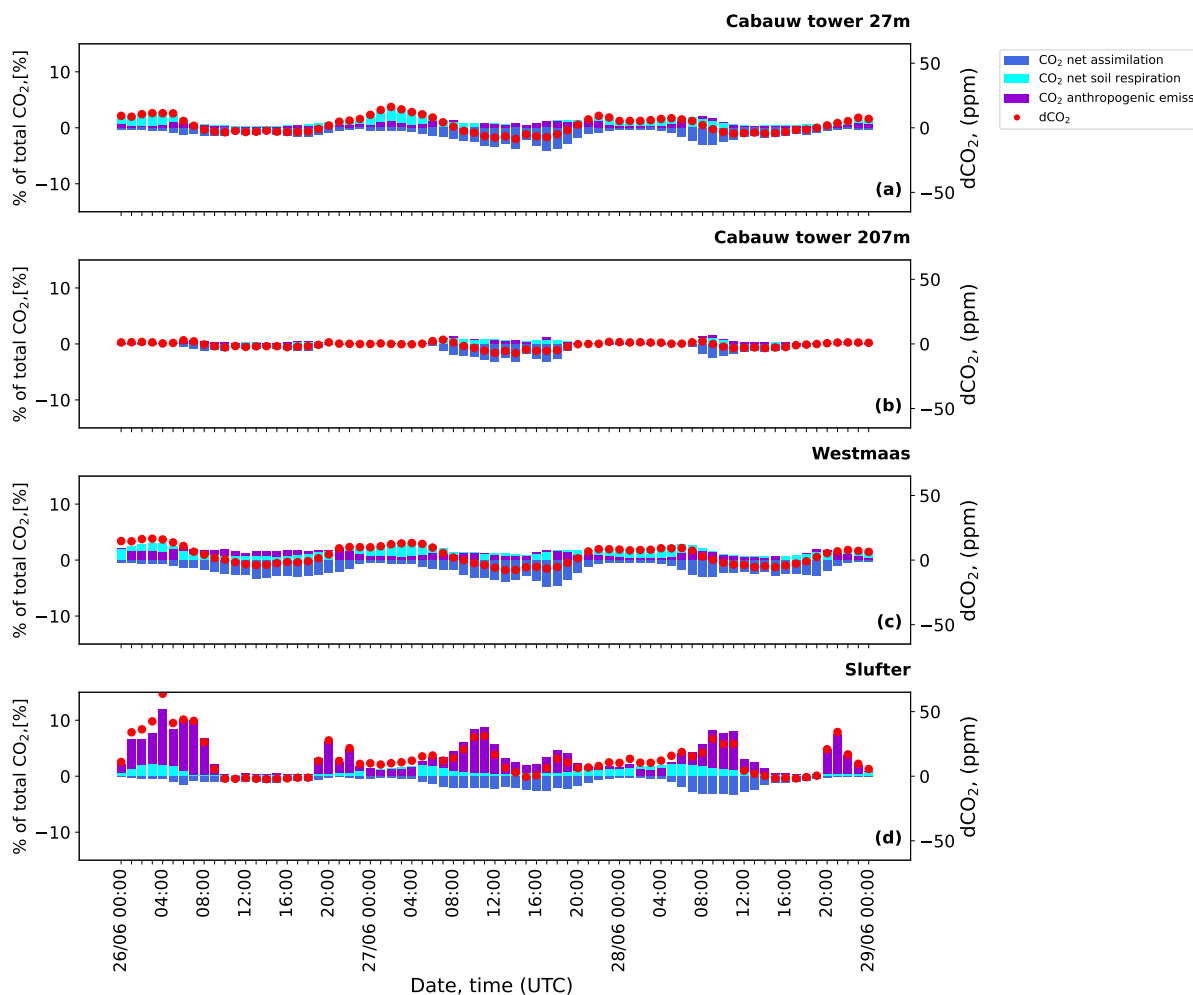 Cabauw tower 27m
% of total CO₂,[%]
10
0
−10
50
0
−50
dCO₂, (ppm)
(a)
CO₂ net assimilation
CO₂ net soil respiration
CO₂ anthropogenic emiss
dCO₂
Cabauw tower 207m
% of total CO₂,[%]
10
0
−10
50
0
−50
dCO₂, (ppm)
(b)
Westmaas
% of total CO₂,[%]
10
0
−10
50
0
−50
dCO₂, (ppm)
(c)
Slufter
% of total CO₂,[%]
10
0
−10
50
0
−50
dCO₂, (ppm)
(d)
26/06 00:00
04:00
08:00
12:00
16:00
20:00
27/06 00:00
04:00
08:00
12:00
16:00
20:00
28/06 00:00
04:00
08:00
12:00
16:00
20:00
29/06 00:00
Date, time (UTC)